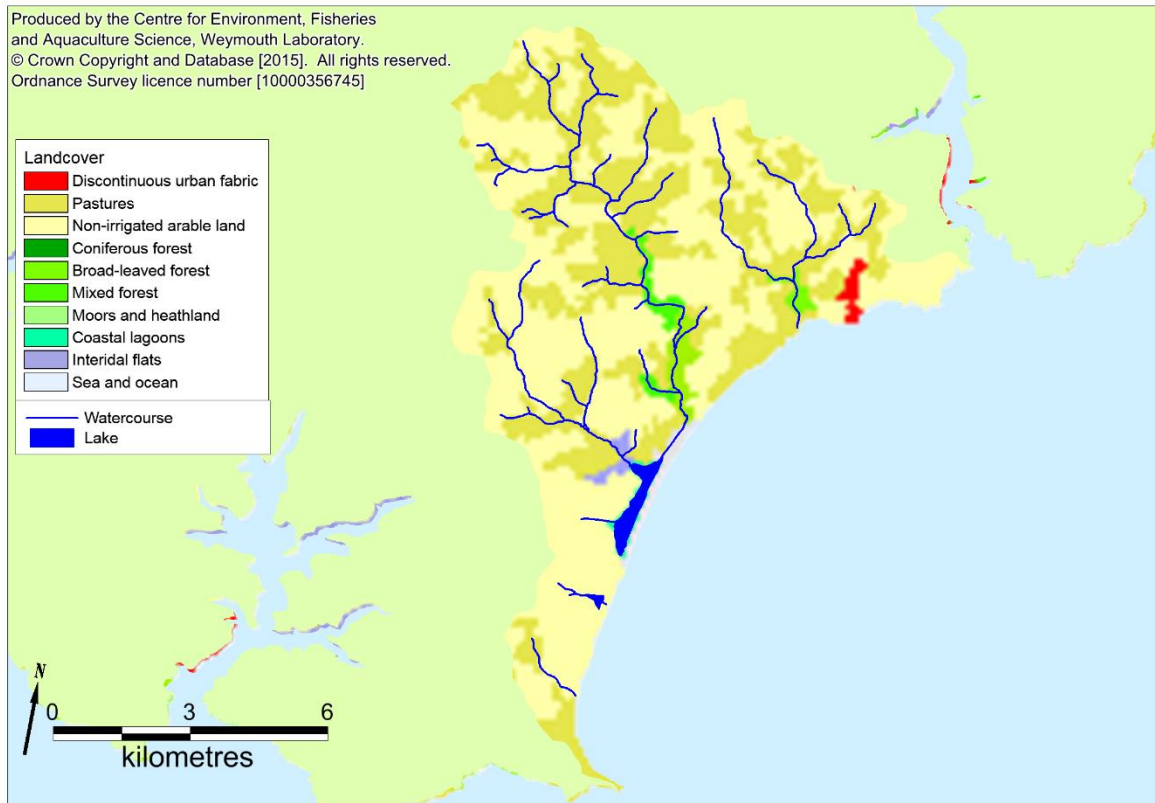 Produced by the Centre for Environment, Fisheries
and Aquaculture Science, Weymouth Laboratory.
© Crown Copyright and Database [2015].  All rights reserved.
Ordnance Survey licence number [10000356745]
Landcover
Discontinuous urban fabric
Pastures
Non-irrigated arable land
Coniferous forest
Broad-leaved forest
Mixed forest
Moors and heathland
Coastal lagoons
Interidal flats
Sea and ocean
Watercourse
Lake
N
0 3 6
kilometres